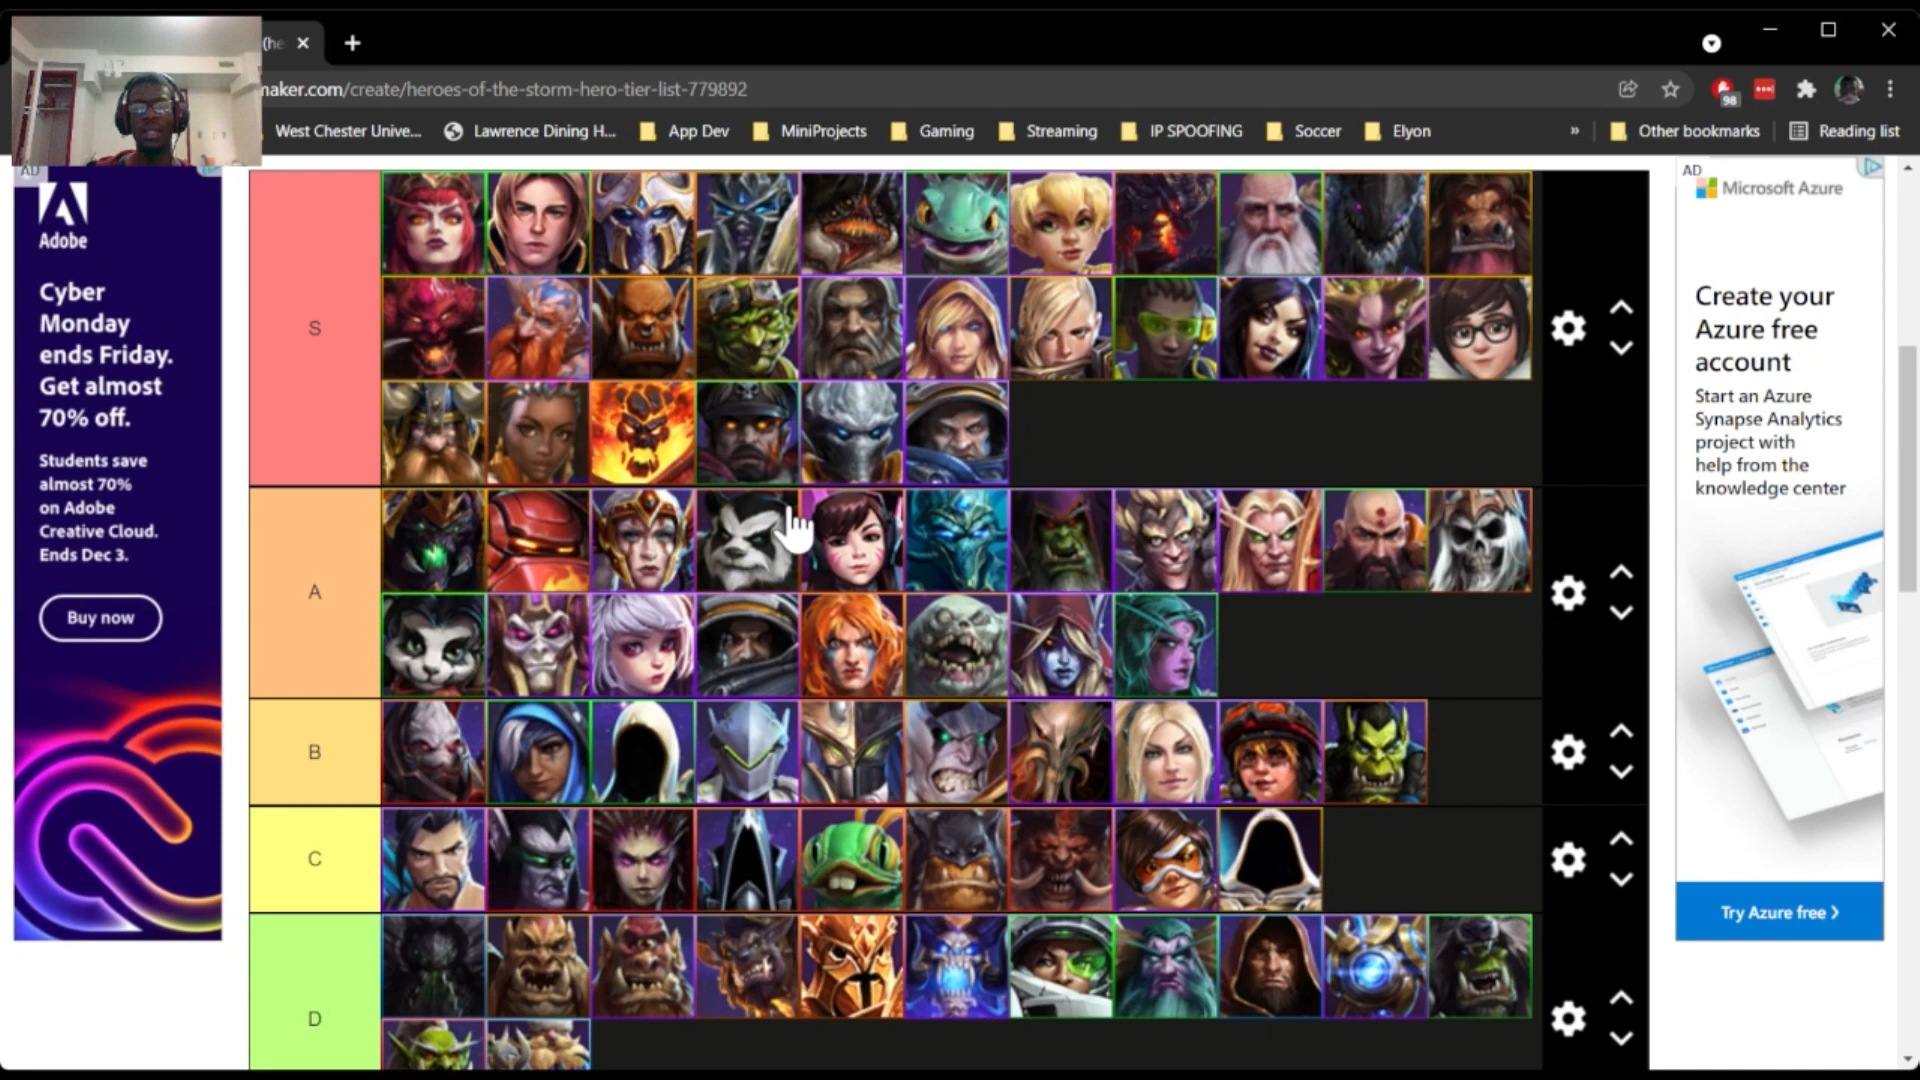 (he
maker.com/create/heroes-of-the-storm-hero-tier-list-779892
98
West Chester Unive...
Lawrence Dining H...
App Dev
MiniProjects
Gaming
Streaming
IP SPOOFING
Soccer
Elyon
»
Other bookmarks
Reading list
AD
Adobe
Cyber
Monday
ends Friday.
Get almost
70% off.
Students save
almost 70%
on Adobe
Creative Cloud.
Ends Dec 3.
Buy now
S
A
B
C
D
AD
Microsoft Azure
Create your
Azure free
account
Start an Azure
Synapse Analytics
project with
help from the
knowledge center
Try Azure free